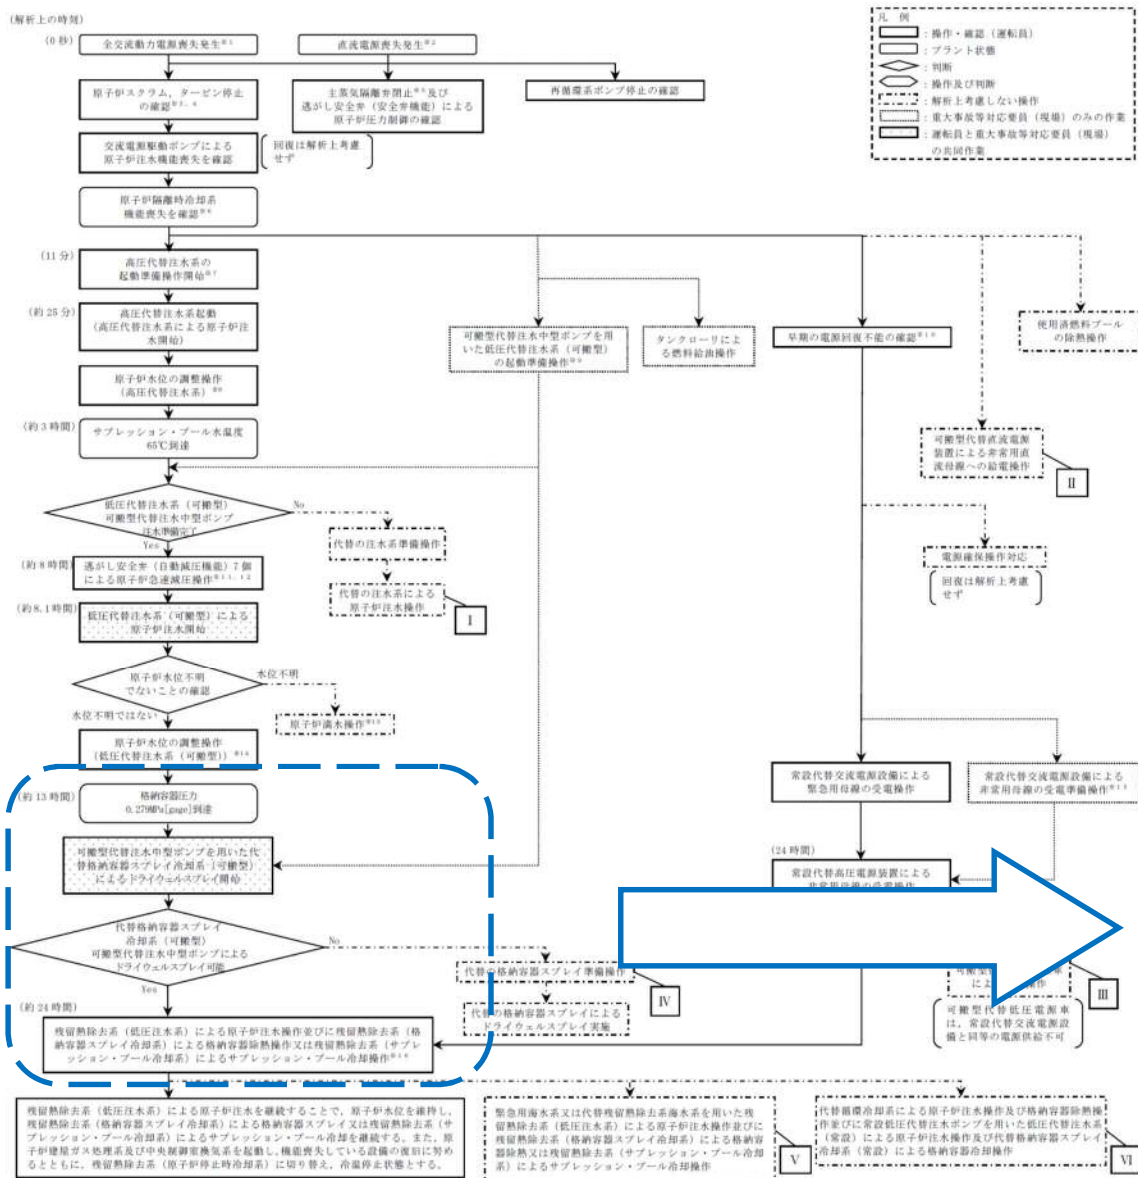 (解析上の時刻)
(0秒)
全交流動力電源喪失発生※1
直流電源喪失発生※2
原子炉スクラム,タービン停止
の確認※3,4
主蒸気隔離弁閉止※5及び
逃がし安全弁(安全弁機能)による
原子炉圧力制御の確認
再循環系ポンプ停止の確認
交流電源駆動ポンプによる
原子炉注水機能喪失を確認
回復は解析上考慮
せず
原子炉隔離時冷却系
機能喪失を確認※6
凡 例
:操作・確認(運転員)
:プラント状態
:判断
:操作及び判断
:解析上考慮しない操作
:重大事故等対応要員(現場)のみの作業
:運転員と重大事故等対応要員(現場)
の共同作業
(11分)
高圧代替注水系の
起動準備操作開始※7
(約25分)
高圧代替注水系起動
(高圧代替注水系による原子炉注
水開始)
原子炉水位の調整操作
(高圧代替注水系)※8
(約3時間)
サプレッション・プール水温度
65℃到達
可搬型代替注水中型ポンプを用
いた低圧代替注水系(可搬型)
の起動準備操作※9
タンクローリによ
る燃料給油操作
早期の電源回復不能の確認※10
使用済燃料プール
の除熱操作
可搬型代替直流電源
装置による非常用直
流母線への給電操作
Ⅱ
低圧代替注水系(可搬型)
可搬型代替注水中型ポンプ
注水準備完了
No
Yes
代替の注水系準備操作
代替の注水系による
原子炉注水操作
Ⅰ
電源確保操作対応
回復は解析上考慮
せず
(約8時間)
逃がし安全弁(自動減圧機能)7個
による原子炉急速減圧操作※11,12
(約8.1時間)
低圧代替注水系(可搬型)による
原子炉注水開始
原子炉水位不明
でないことの確認
水位不明
原子炉満水操作※13
水位不明ではない
原子炉水位の調整操作
(低圧代替注水系(可搬型))※14
(約13時間)
格納容器圧力
0.279MPa[gage]到達
可搬型代替注水中型ポンプを用いた代
替格納容器スプレイ冷却系(可搬型)
によるドライウェルスプレイ開始
常設代替交流電源設備による
緊急用母線の受電操作
常設代替交流電源設備による
非常用母線の受電準備操作※15
(24時間)
常設代替高圧電源装置による
非常用母線の受電操作
代替格納容器スプレイ
冷却系(可搬型)
可搬型代替注水中型ポンプによる
ドライウェルスプレイ可能
No
Yes
代替の格納容器スプレイ準備操作
代替の格納容器スプレイによる
ドライウェルスプレイ実施
Ⅳ
Ⅲ
可搬型代替低圧電源車
は,常設代替交流電源設
備と同等の電源供給不可
(約24時間)
残留熱除去系(低圧注水系)による原子炉注水操作並びに残留熱除去系(格
納容器スプレイ冷却系)による格納容器除熱操作又は残留熱除去系(サプレ
ッション・プール冷却系)によるサプレッション・プール冷却操作※16
残留熱除去系(低圧注水系)による原子炉注水を継続することで,原子炉水位を維持し,
残留熱除去系(格納容器スプレイ冷却系)による格納容器スプレイ又は残留熱除去系(サ
プレッション・プール冷却系)によるサプレッション・プール冷却を継続する。また,原
子炉建屋ガス処理系及び中央制御室換気系を起動し,機能喪失している設備の復旧に努め
るとともに,残留熱除去系(原子炉停止時冷却系)に切り替え,冷温停止状態とする。
緊急用海水系又は代替残留熱除去系海水系を用いた残
留熱除去系(低圧注水系)による原子炉注水操作並びに
残留熱除去系(格納容器スプレイ冷却系)による格納容
器除熱又は残留熱除去系(サプレッション・プール冷却
系)によるサプレッション・プール冷却操作
Ⅴ
代替循環冷却系による原子炉注水操作及び格納容器除熱操
作並びに常設低圧代替注水系ポンプを用いた低圧代替注水系
(常設)による原子炉注水操作及び代替格納容器スプレイ
冷却系(常設)による格納容器冷却操作
Ⅵ